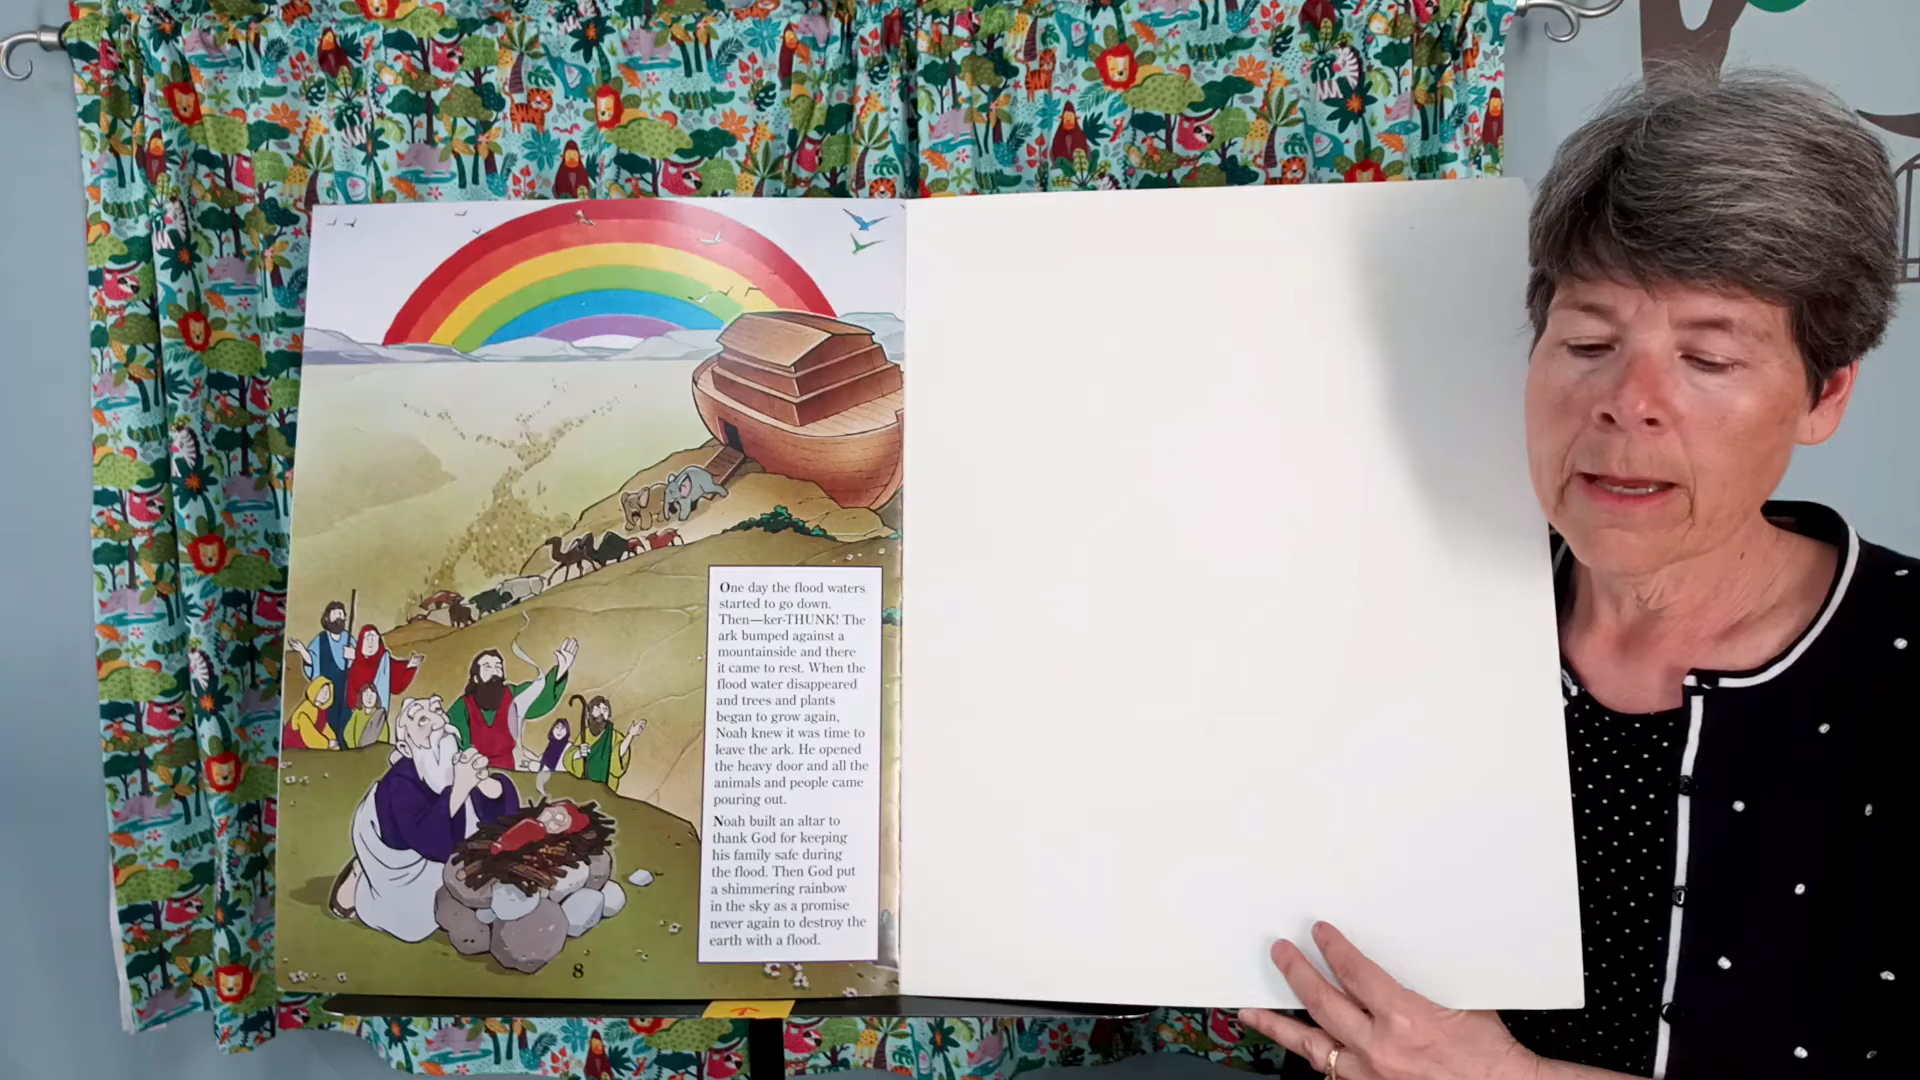 One day the flood waters
started to go down.
Then—ker-THUNK! The
ark bumped against a
mountainside and there
it came to rest. When the
flood water disappeared
and trees and plants
began to grow again,
Noah knew it was time to
leave the ark. He opened
the heavy door and all the
animals and people came
pouring out.
Noah built an altar to
thank God for keeping
his family safe during
the flood. Then God put
a shimmering rainbow
in the sky as a promise
never again to destroy the
earth with a flood.
8